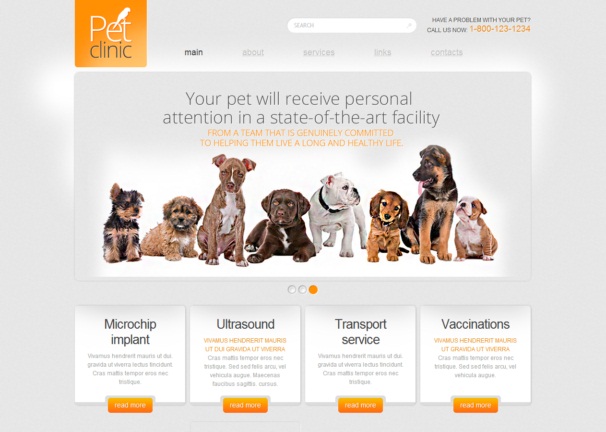 Pet
clinic
SEARCH
HAVE A PROBLEM WITH YOUR PET?
CALL US NOW: 1-800-123-1234
main about services links contacts
Your pet will receive personal
attention in a state-of-the-art facility
FROM A TEAM THAT IS GENUINELY COMMITTED
TO HELPING THEM LIVE A LONG AND HEALTHY LIFE.
Microchip
implant
Vivamus hendrerit mauris ut dui
gravida ut viverra lectus tincidunt.
Cras mattis tempor eros nec
tristique.
read more
Ultrasound
VIVAMUS HENDRERIT MAURIS
UT DUI GRAVIDA UT VIVERRA
Cras mattis tempor eros nec
tristique. Sed sed felis arcu, vel
vehicula augue. Maecenas
faucibus sagittis. cursus.
read more
Transport
service
Vivamus hendrerit mauris ut dui
gravida ut viverra lectus tincidunt.
Cras mattis tempor eros nec
tristique.
read more
Vaccinations
VIVAMUS HENDRERIT MAURIS
UT DUI GRAVIDA UT VIVERRA
Cras mattis tempor eros nec
tristique. Sed felis arcu, vel
vehicula augue.
read more